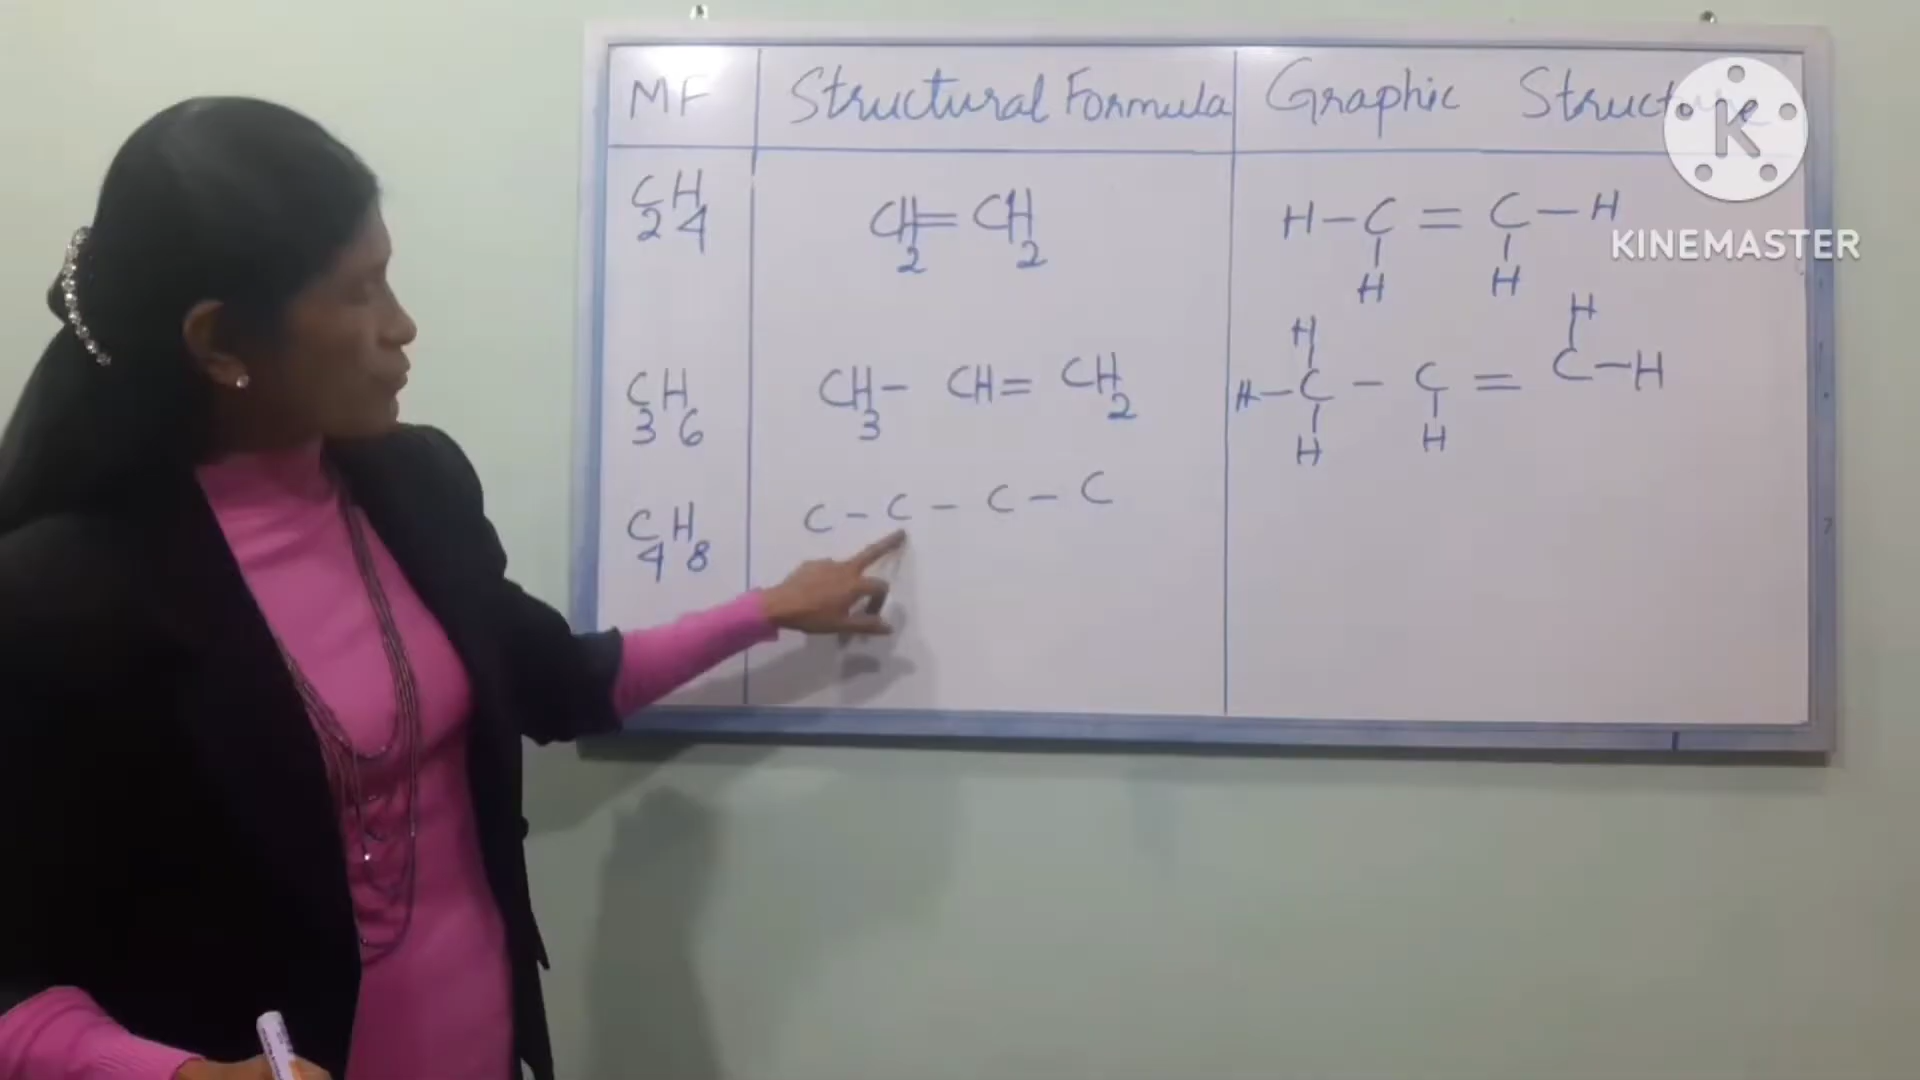 MF Structural Formula Graphic Structure
C2H4 CH2=CH2 H-C=C-H
H H
H H
C3H6 CH3- CH= CH2 H-C-C=C-H
H H
C4H8 C-C-C-C
K
KINEMASTER